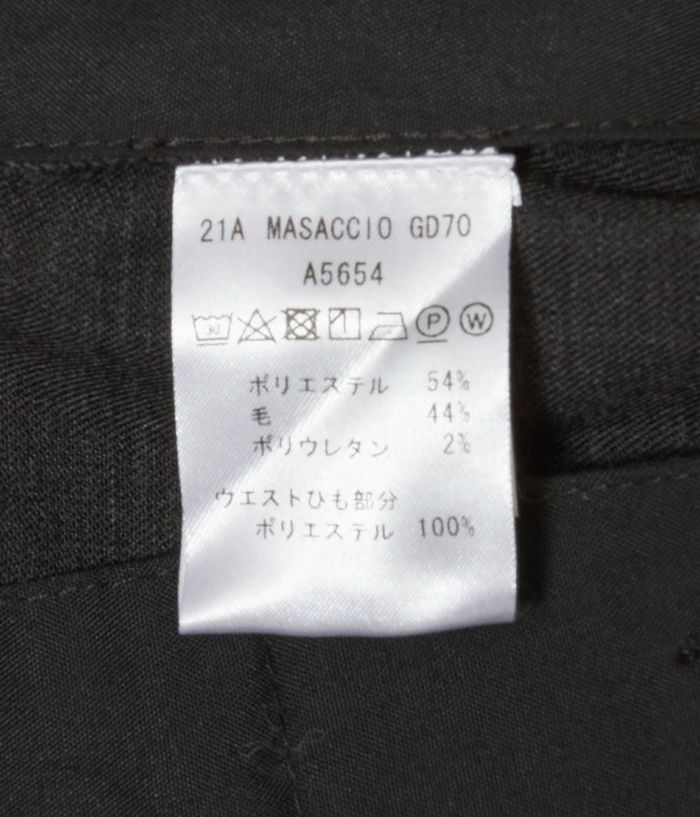 21A MASACCIO GD70
A5654
30 P W
ポリエステル 54%
毛 44%
ポリウレタン 2%
ウエストひも部分
ポリエステル 100%